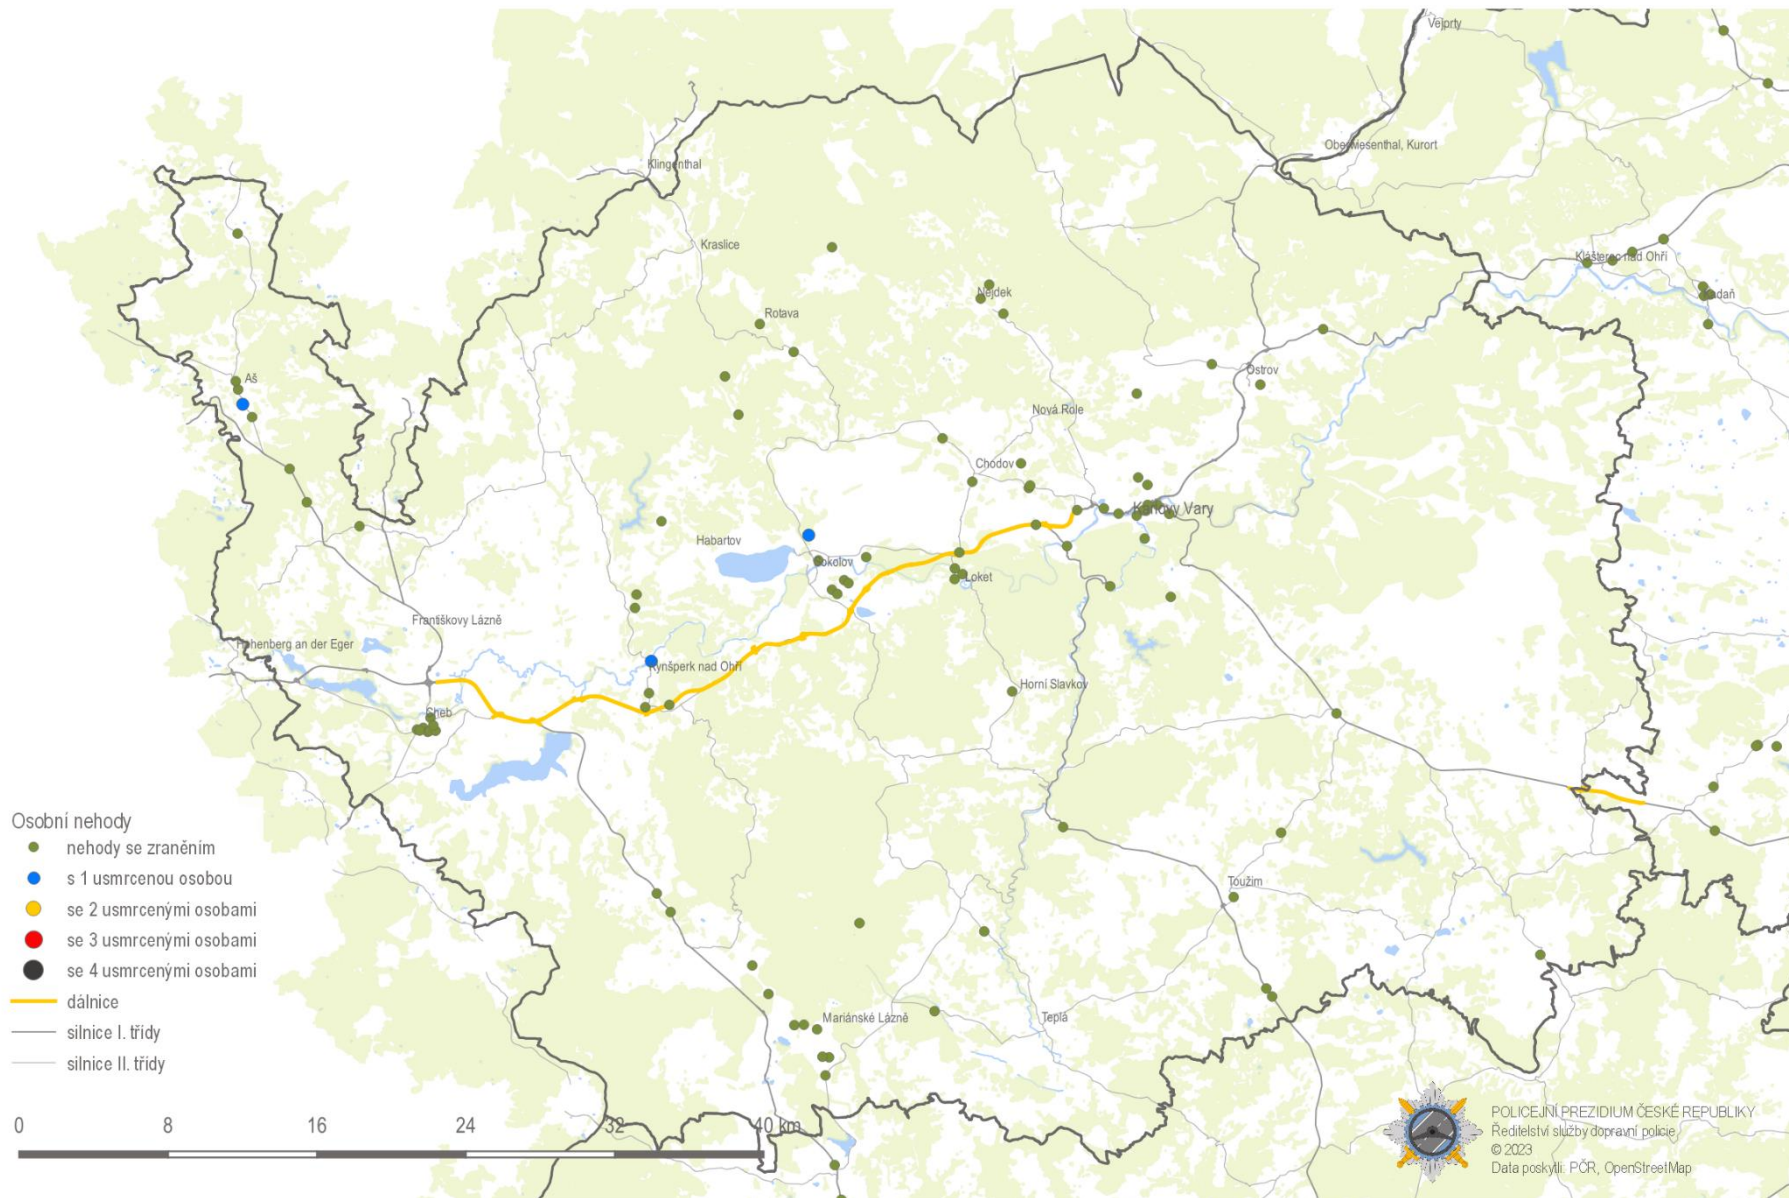 Vejprty
Oberwiesenthal, Kurort
Klingenthal
Kraslice
Klášterec nad Ohří
Nejdek
Kadaň
Rotava
Ostrov
Aš
Nová Role
Chodov
Karlovy Vary
Habartov
Sokolov
Loket
Františkovy Lázně
Hohenberg an der Eger
Kynšperk nad Ohří
Horní Slavkov
Cheb
Toužim
Mariánské Lázně
Teplá
Osobní nehody
nehody se zraněním
s 1 usmrcenou osobou
se 2 usmrcenými osobami
se 3 usmrcenými osobami
se 4 usmrcenými osobami
dálnice
silnice I. třídy
silnice II. třídy
0 8 16 24 32 40 km
POLICEJNÍ PREZIDIUM ČESKÉ REPUBLIKY
Ředitelství služby dopravní policie
© 2023
Data poskytli: PČR, OpenStreetMap